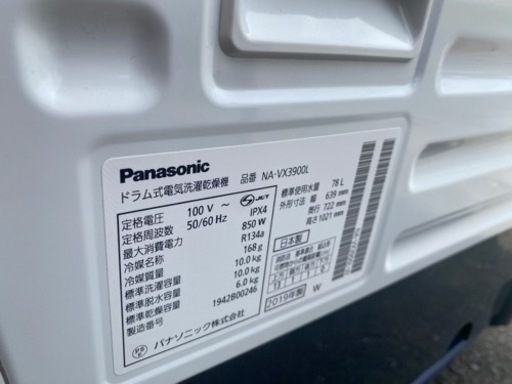 Panasonic
ドラム式電気洗濯乾燥機 品番 NA-VX3900L
定格電圧 100 V ～
定格周波数 50/60 Hz IPX4
最大消費電力 850 W
冷媒名称 R134a
冷媒質量 168 g
標準洗濯容量 10.0 kg
標準脱水容量 10.0 kg
標準乾燥容量 6.0 kg
製造番号 1942B00246
パナソニック株式会社
標準使用水量 78 L
外形寸法 幅 639 mm
奥行 722 mm
高さ 1021 mm
日本製
2019年製 W